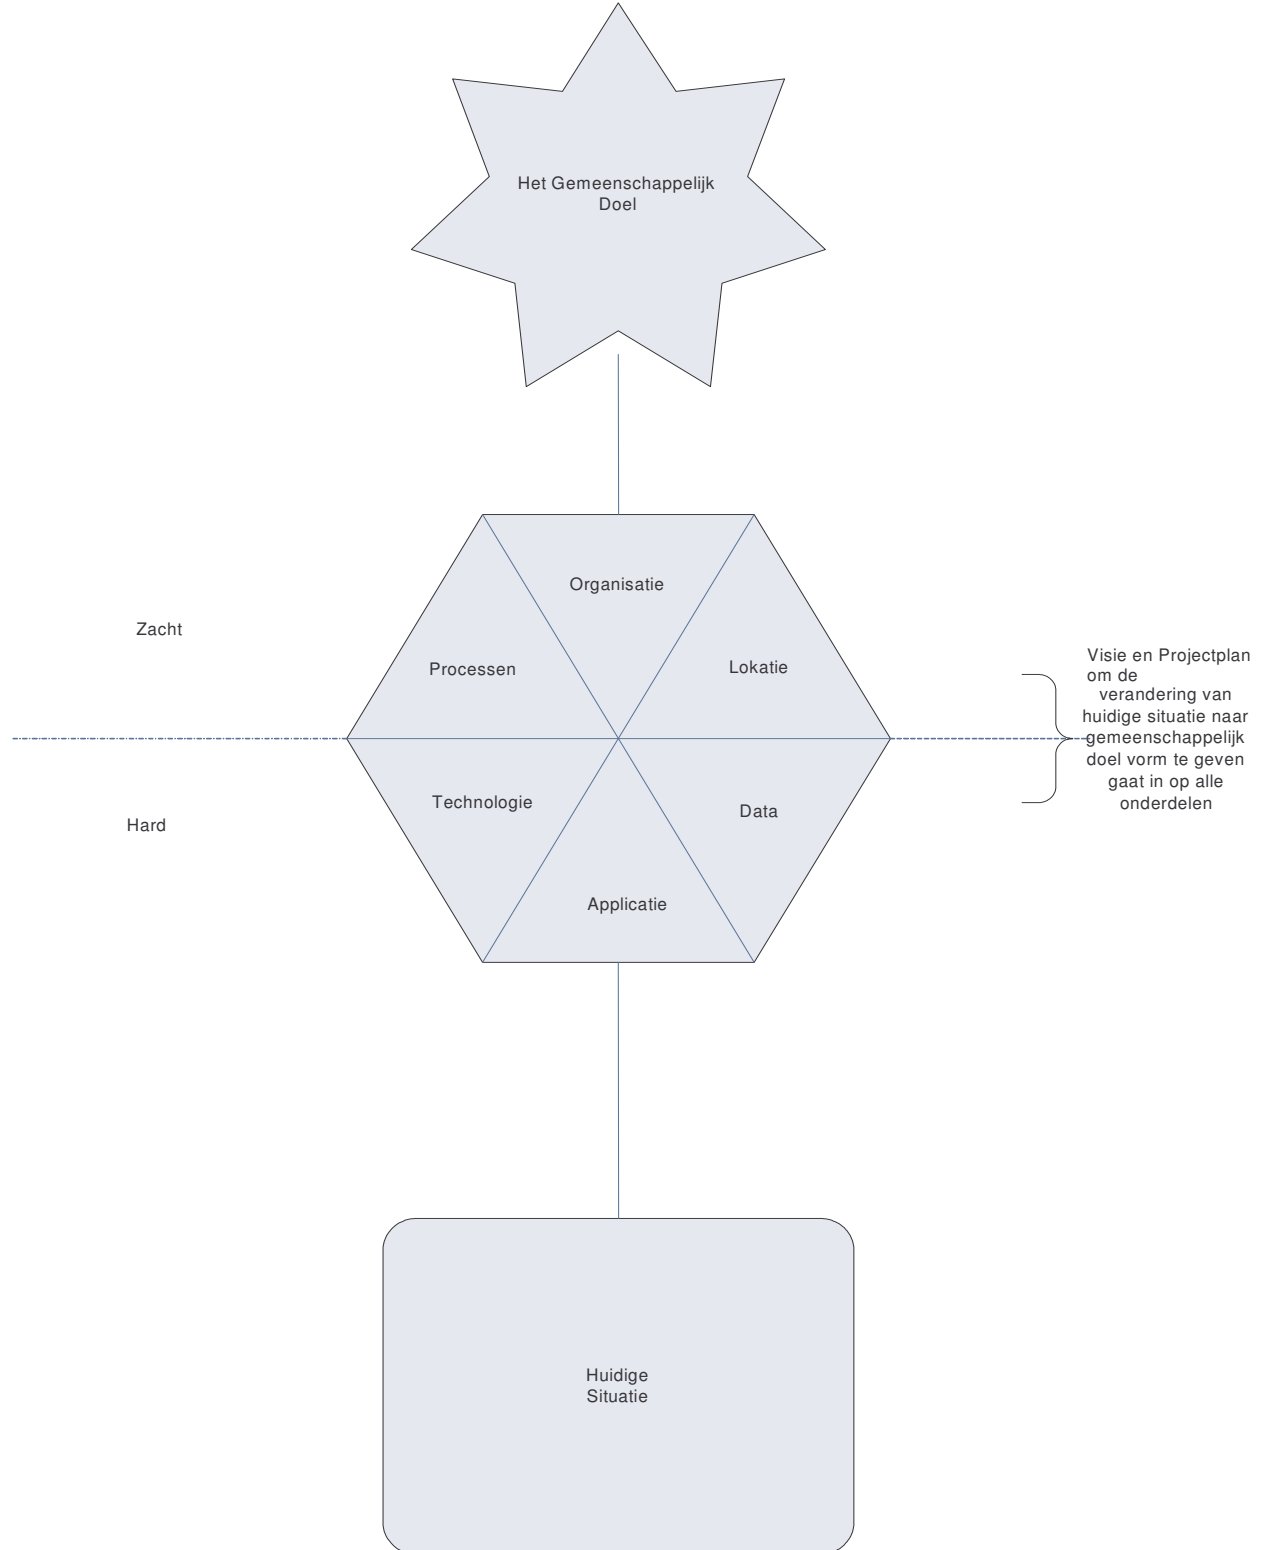 Het Gemeenschappelijk
Doel
Organisatie
Zacht
Processen
Lokatie
Visie en Projectplan
om de
verandering van
huidige situatie naar
gemeenschappelijk
doel vorm te geven
gaat in op alle
onderdelen
Technologie
Data
Hard
Applicatie
Huidige
Situatie